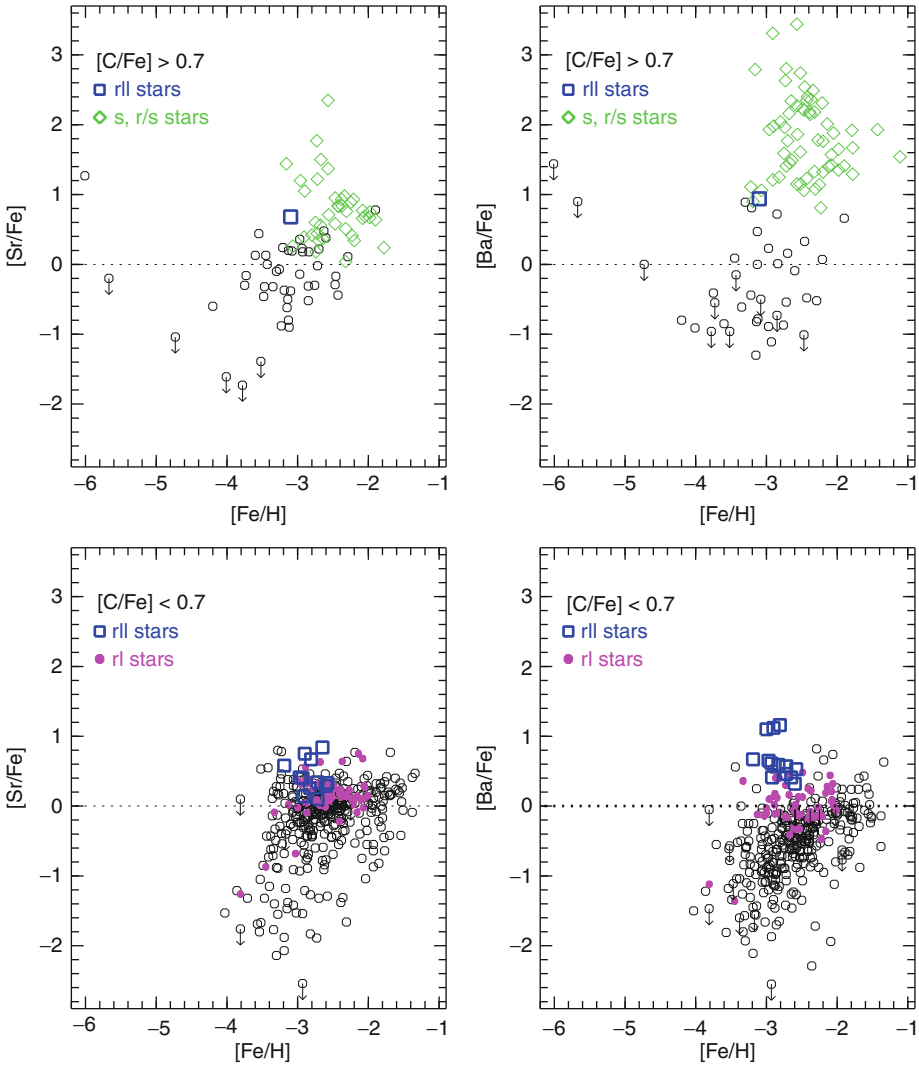 3
2
1
0
−1
−2
[Sr/Fe]
[C/Fe] > 0.7
rII stars
s, r/s stars
−6 −5 −4 −3 −2 −1
[Fe/H]
3
2
1
0
−1
−2
[Ba/Fe]
[C/Fe] > 0.7
rII stars
s, r/s stars
−6 −5 −4 −3 −2 −1
[Fe/H]
3
2
1
0
−1
−2
[Sr/Fe]
[C/Fe] < 0.7
rII stars
rI stars
−6 −5 −4 −3 −2 −1
[Fe/H]
3
2
1
0
−1
−2
[Ba/Fe]
[C/Fe] < 0.7
rII stars
rI stars
−6 −5 −4 −3 −2 −1
[Fe/H]